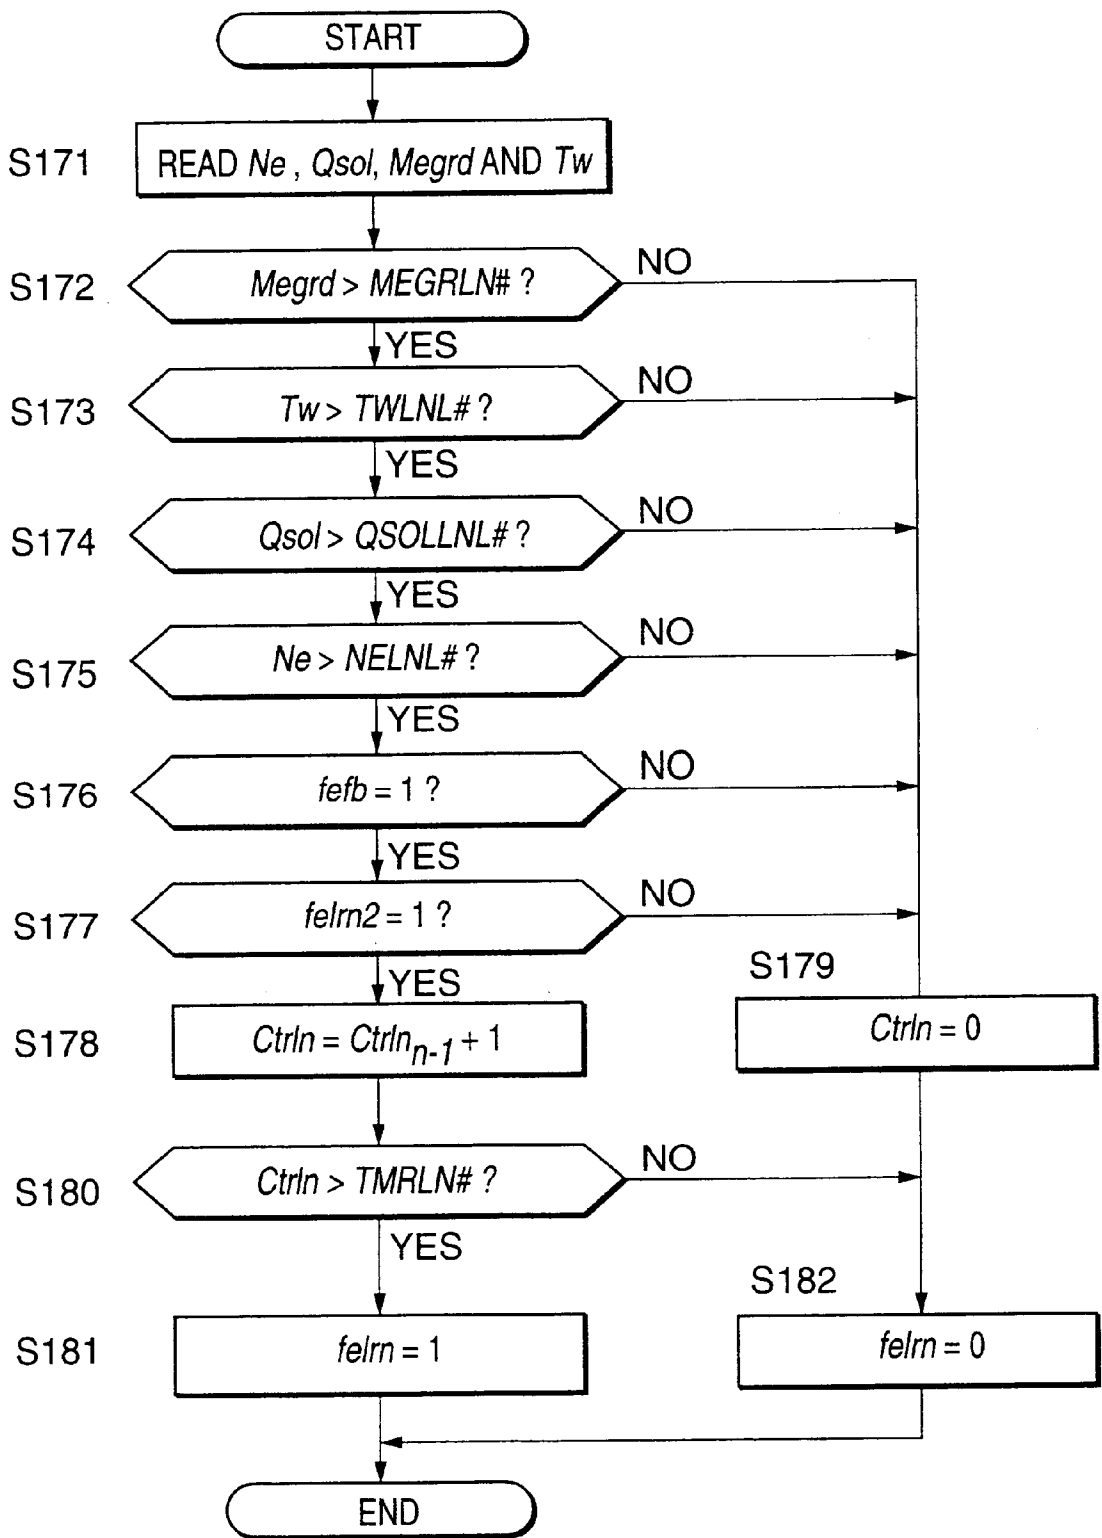 START
S171
READ Ne , Qsol, Megrd AND Tw
S172
Megrd > MEGRLN# ?
NO
YES
S173
Tw > TWLNL# ?
NO
YES
S174
Qsol > QSOLLNL# ?
NO
YES
S175
Ne > NELNL# ?
NO
YES
S176
fefb = 1 ?
NO
YES
S177
felrn2 = 1 ?
NO
YES
S178
Ctrln = Ctrln n-1 + 1
S179
Ctrln = 0
S180
Ctrln > TMRLN# ?
NO
YES
S181
felrn = 1
S182
felrn = 0
END